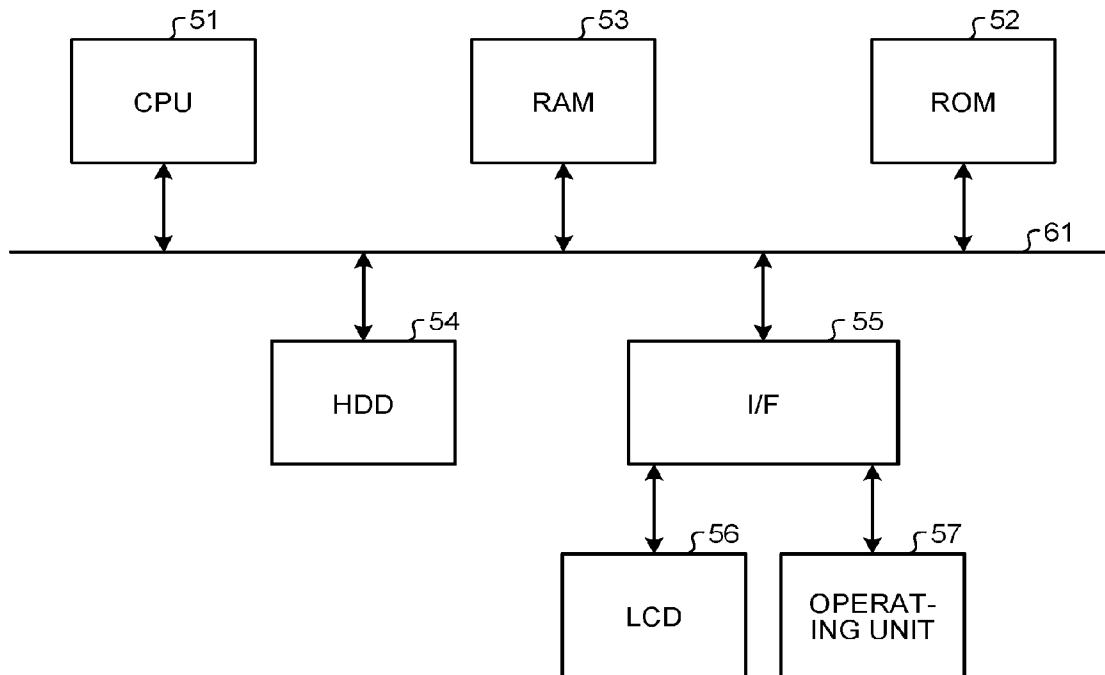 51
53
52
CPU
RAM
ROM
61
54
55
HDD
I/F
56
57
LCD
OPERAT-
ING UNIT